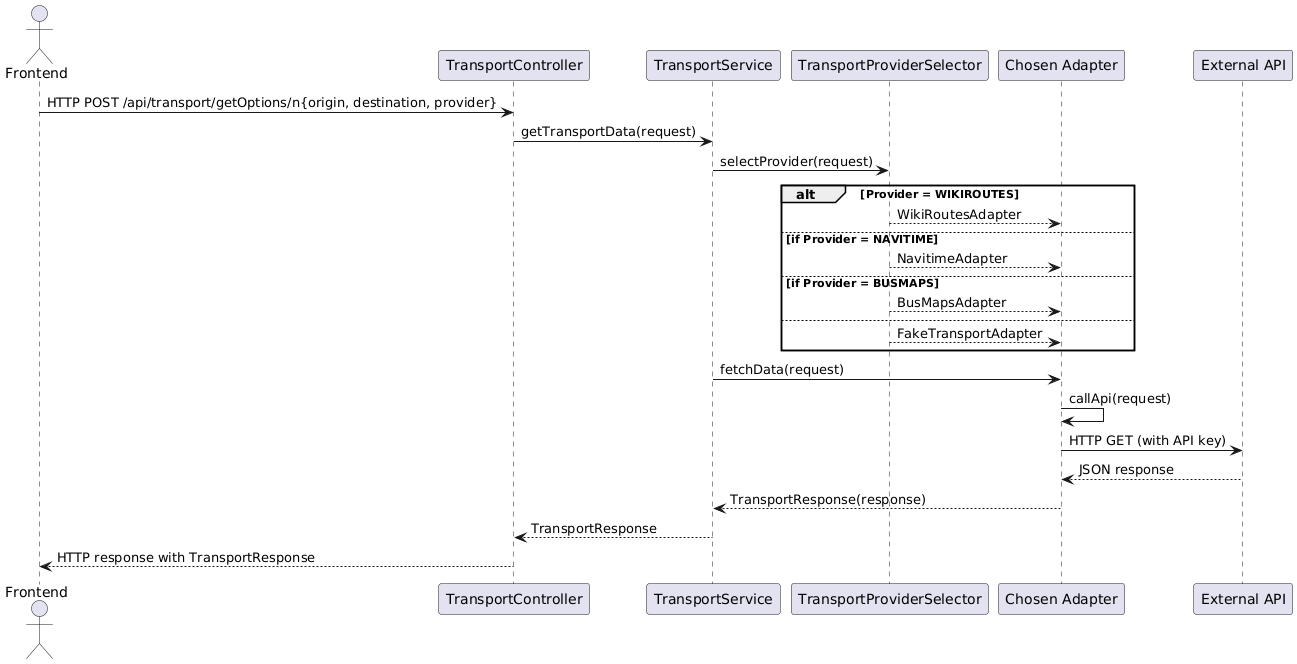 Frontend
TransportController
TransportService
TransportProviderSelector
Chosen Adapter
External API
HTTP POST /api/transport/getOptions/n{origin, destination, provider}
getTransportData(request)
selectProvider(request)
alt
[Provider = WIKIROUTES]
WikiRoutesAdapter
[if Provider = NAVITIME]
NavitimeAdapter
[if Provider = BUSMAPS]
BusMapsAdapter
FakeTransportAdapter
fetchData(request)
callApi(request)
HTTP GET (with API key)
JSON response
TransportResponse(response)
TransportResponse
HTTP response with TransportResponse
Frontend
TransportController
TransportService
TransportProviderSelector
Chosen Adapter
External API